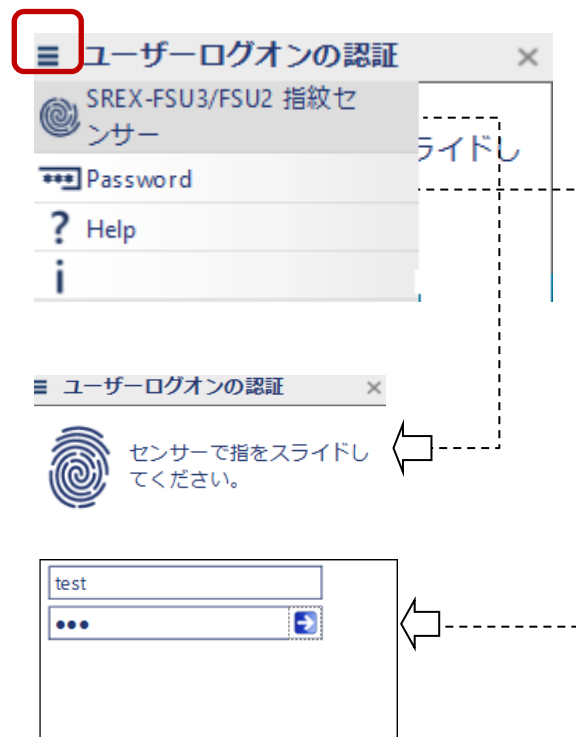 ユーザーログオンの認証
SREX-FSU3/FSU2 指紋セ
ンサー
ライドし
Password
Help
ユーザーログオンの認証
センサーで指をスライドし
てください。
test